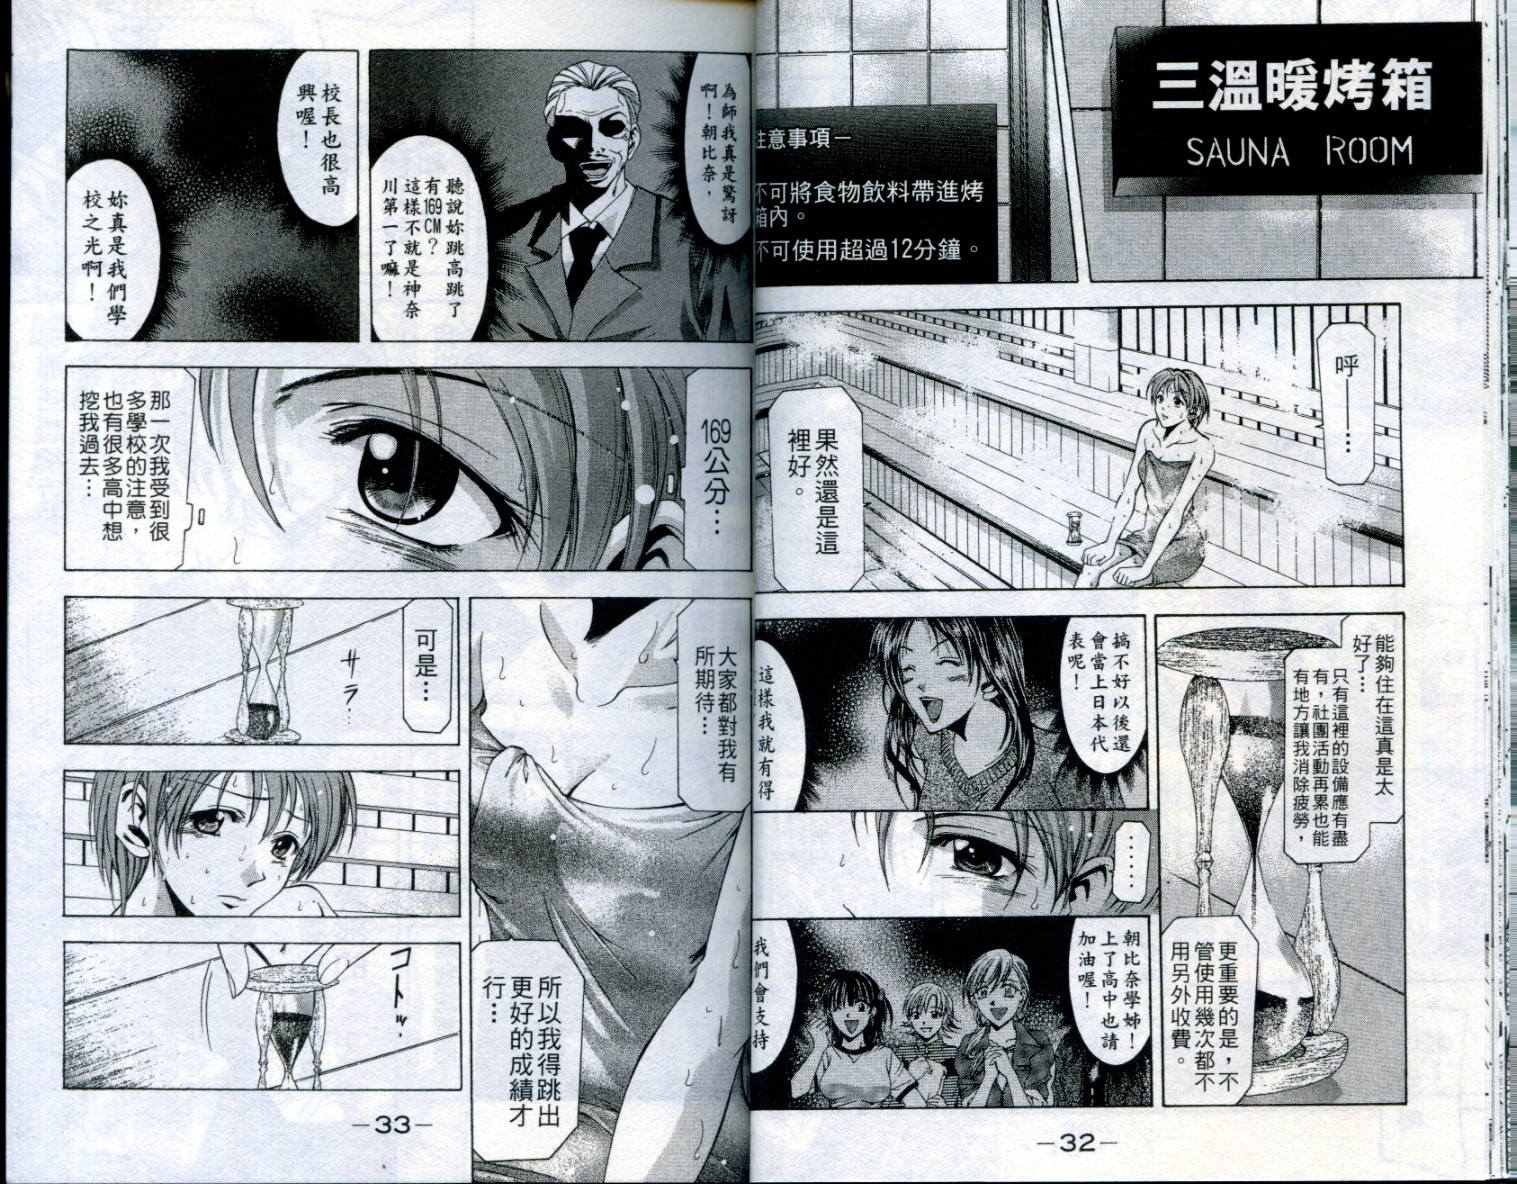 三溫暖烤箱
SAUNA ROOM
注意事項—
不可將食物飲料帶進烤
箱內。
不可使用超過12分鐘。
呼——…
果然還是這
裡好。
能夠住在這真是太
好了…
只有這裡的設備應有盡
有，社團活動再累也能
有地方讓我消除疲勞，
更重要的是，不
管使用幾次都不
用另外收費。
搞不好以後還
會當上日本代
表呢！
這樣我就有得
……
朝比奈學姊！
上了高中也請
加油喔！
我們會支持
—32—
為師我真是驚訝
啊！朝比奈，
聽說妳跳高跳了
有169CM？
這樣不就是神奈
川第一了嘛！
校長也很高
興喔！
妳真是我們學
校之光啊！
169公分…
那一次我受到很
多學校的注意，
也有很多高中想
挖我過去…
大家都對我有
所期待…
所以我得跳出
更好的成績才
行…
可是…
サラ…
コトッ…
—33—